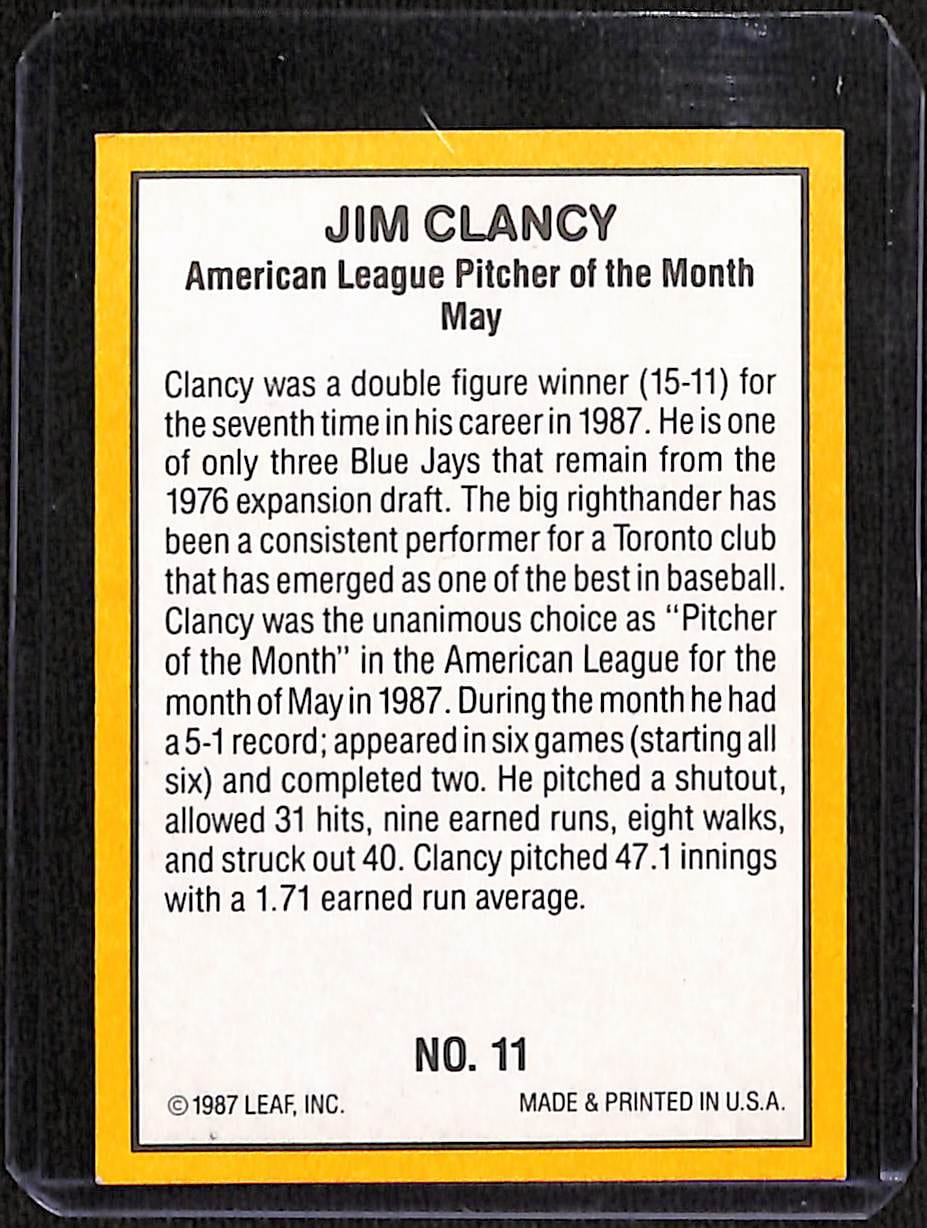 JIM CLANCY
American League Pitcher of the Month
May
Clancy was a double figure winner (15-11) for
the seventh time in his career in 1987. He is one
of only three Blue Jays that remain from the
1976 expansion draft. The big righthander has
been a consistent performer for a Toronto club
that has emerged as one of the best in baseball.
Clancy was the unanimous choice as “Pitcher
of the Month” in the American League for the
month of May in 1987. During the month he had
a 5-1 record; appeared in six games (starting all
six) and completed two. He pitched a shutout,
allowed 31 hits, nine earned runs, eight walks,
and struck out 40. Clancy pitched 47.1 innings
with a 1.71 earned run average.
NO. 11
© 1987 LEAF, INC. MADE & PRINTED IN U.S.A.